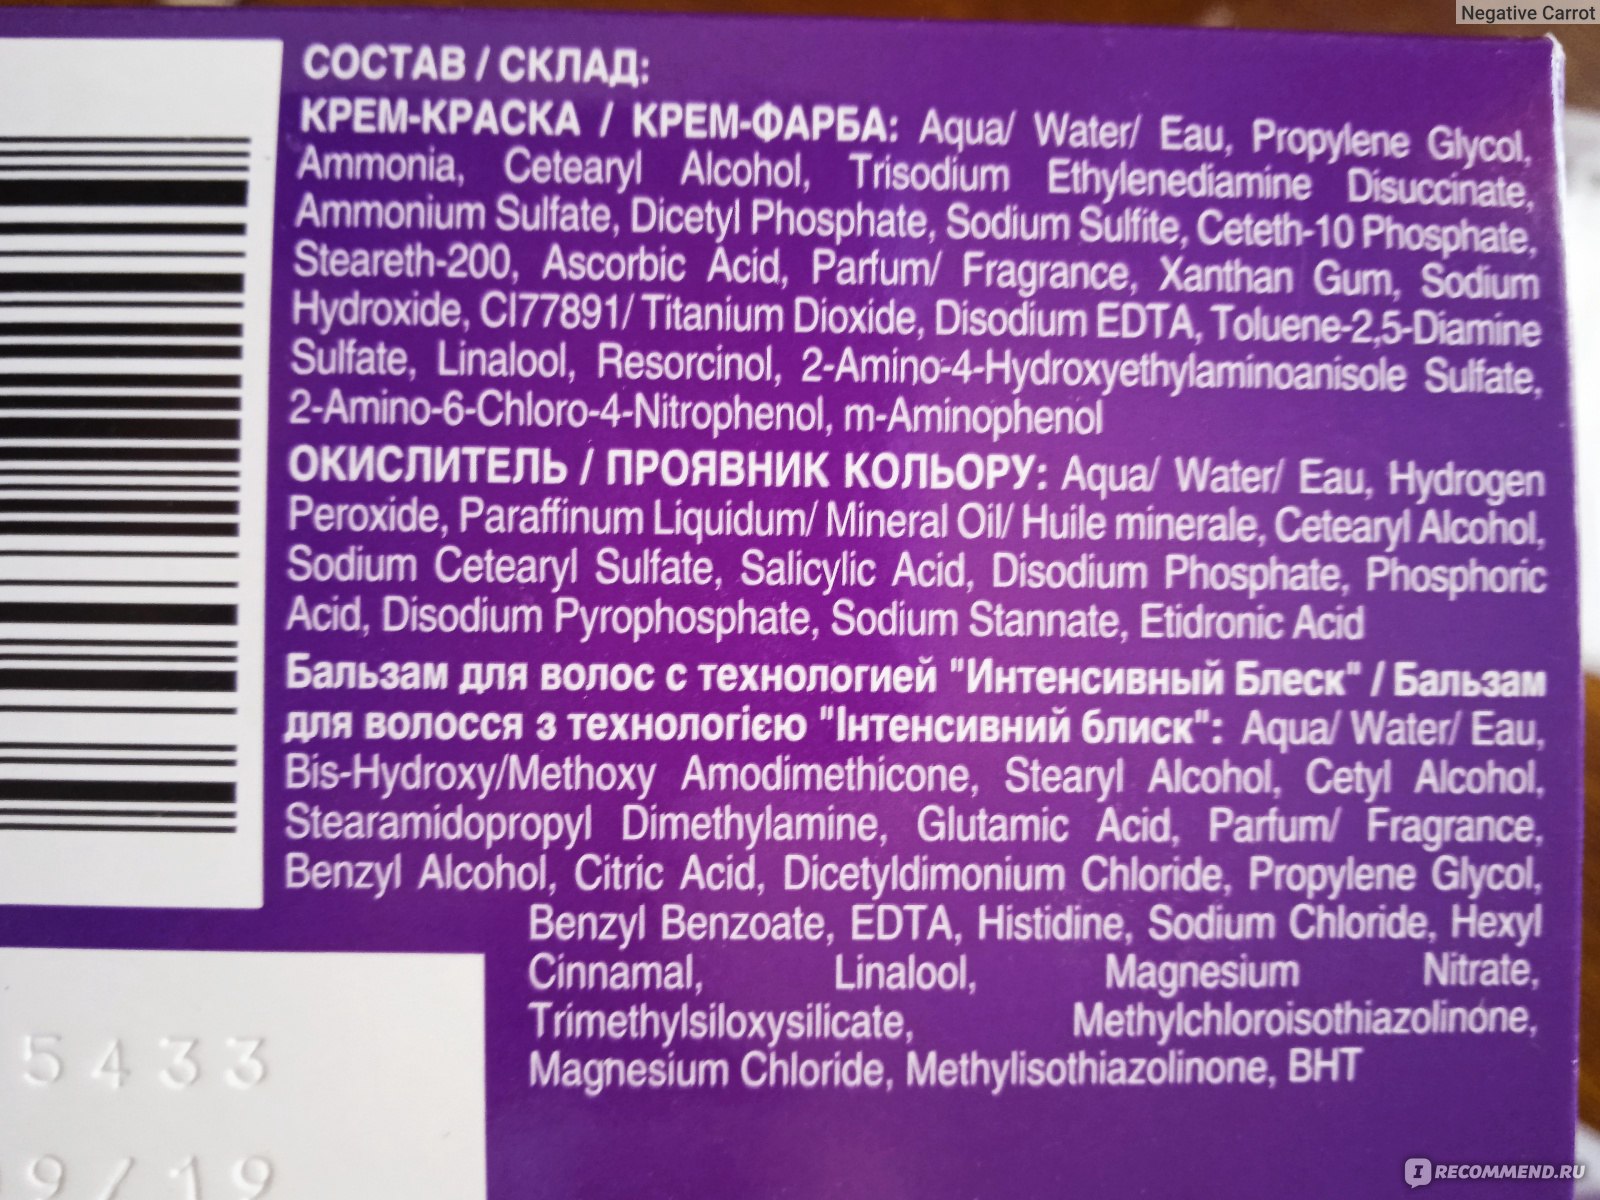 Negative Carrot
СОСТАВ / СКЛАД:
КРЕМ-КРАСКА / КРЕМ-ФАРБА: Aqua/ Water/ Eau, Propylene Glycol,
Ammonia, Cetearyl Alcohol, Trisodium Ethylenediamine Disuccinate,
Ammonium Sulfate, Dicetyl Phosphate, Sodium Sulfite, Ceteth-10 Phosphate,
Steareth-200, Ascorbic Acid, Parfum/ Fragrance, Xanthan Gum, Sodium
Hydroxide, CI77891/ Titanium Dioxide, Disodium EDTA, Toluene-2,5-Diamine
Sulfate, Linalool, Resorcinol, 2-Amino-4-Hydroxyethylaminoanisole Sulfate,
2-Amino-6-Chloro-4-Nitrophenol, m-Aminophenol
ОКИСЛИТЕЛЬ / ПРОЯВНИК КОЛЬОРУ: Aqua/ Water/ Eau, Hydrogen
Peroxide, Paraffinum Liquidum/ Mineral Oil/ Huile minerale, Cetearyl Alcohol,
Sodium Cetearyl Sulfate, Salicylic Acid, Disodium Phosphate, Phosphoric
Acid, Disodium Pyrophosphate, Sodium Stannate, Etidronic Acid
Бальзам для волос с технологией "Интенсивный Блеск" / Бальзам
для волосся з технологією "Інтенсивний блиск": Aqua/ Water/ Eau,
Bis-Hydroxy/Methoxy Amodimethicone, Stearyl Alcohol, Cetyl Alcohol,
Stearamidopropyl Dimethylamine, Glutamic Acid, Parfum/ Fragrance,
Benzyl Alcohol, Citric Acid, Dicetyldimonium Chloride, Propylene Glycol,
Benzyl Benzoate, EDTA, Histidine, Sodium Chloride, Hexyl
Cinnamal, Linalool, Magnesium Nitrate,
Trimethylsiloxysilicate, Methylchloroisothiazolinone,
Magnesium Chloride, Methylisothiazolinone, BHT
5433
9/19
IRECOMMEND.RU